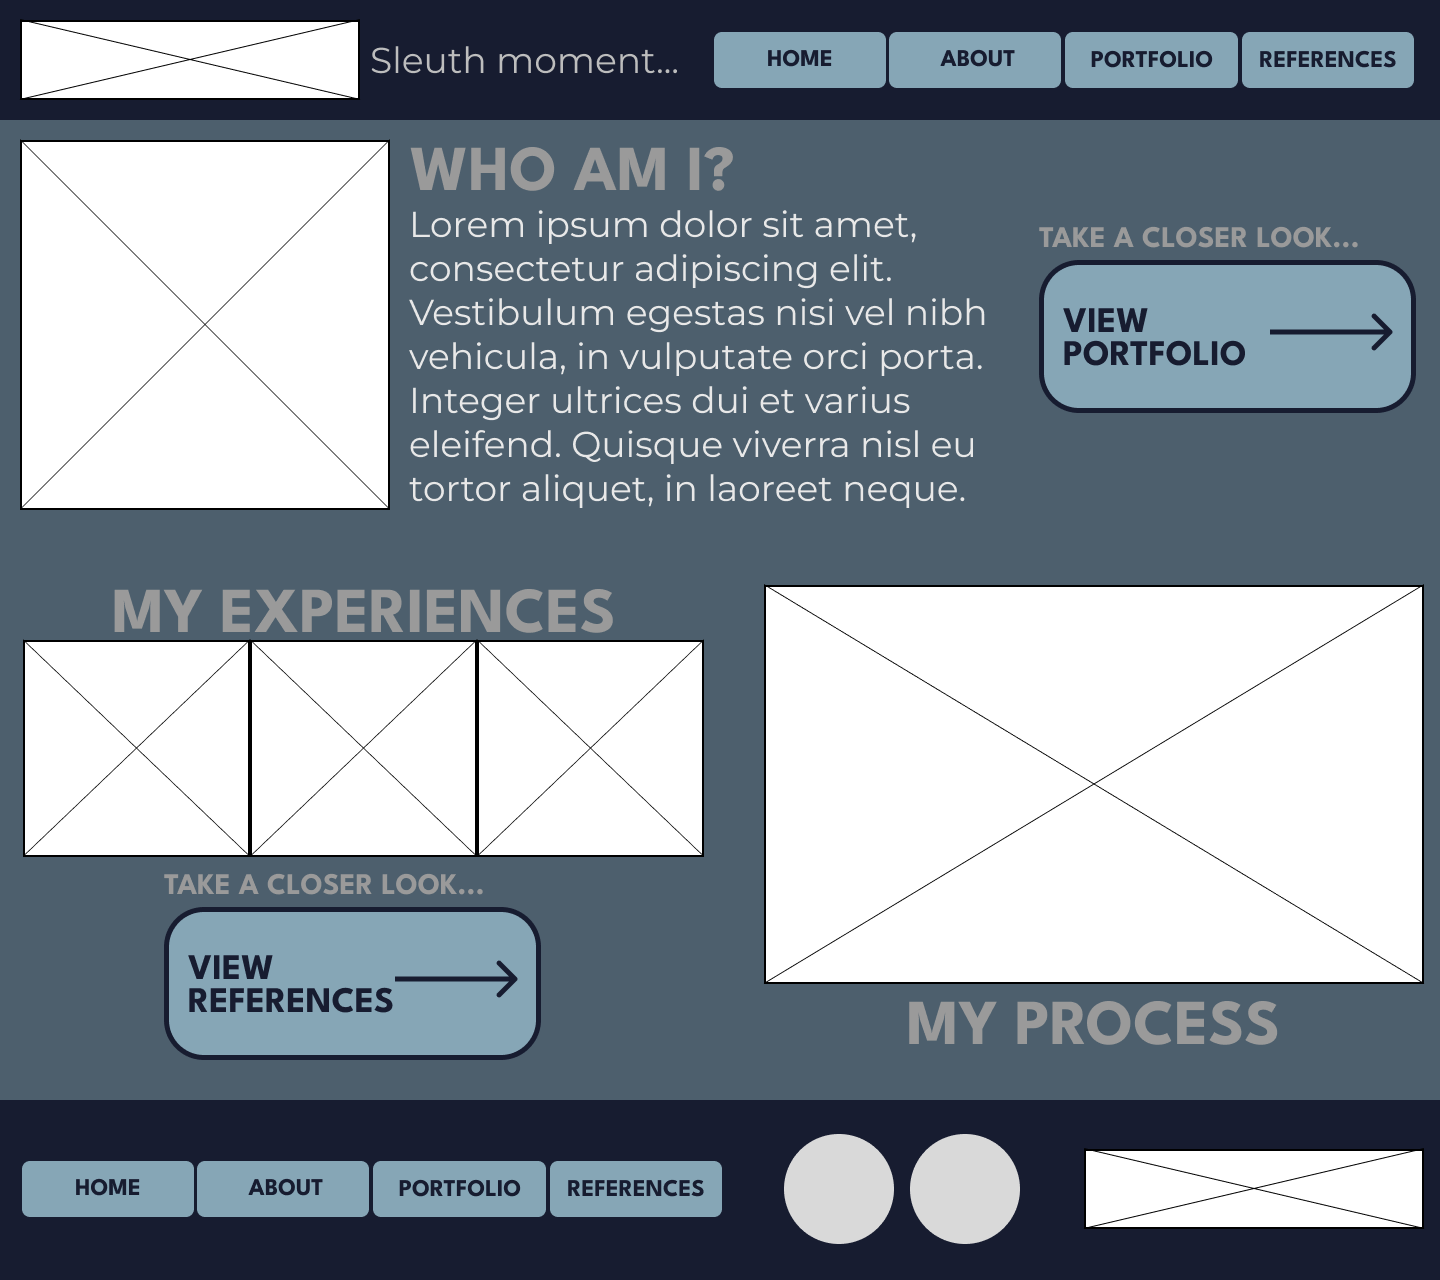 Sleuth moment...
HOME
ABOUT
PORTFOLIO
REFERENCES
WHO AM I?
Lorem ipsum dolor sit amet,
consectetur adipiscing elit.
Vestibulum egestas nisi vel nibh
vehicula, in vulputate orci porta.
Integer ultrices dui et varius
eleifend. Quisque viverra nisl eu
tortor aliquet, in laoreet neque.
TAKE A CLOSER LOOK...
VIEW
PORTFOLIO
MY EXPERIENCES
TAKE A CLOSER LOOK...
VIEW
REFERENCES
MY PROCESS
HOME
ABOUT
PORTFOLIO
REFERENCES